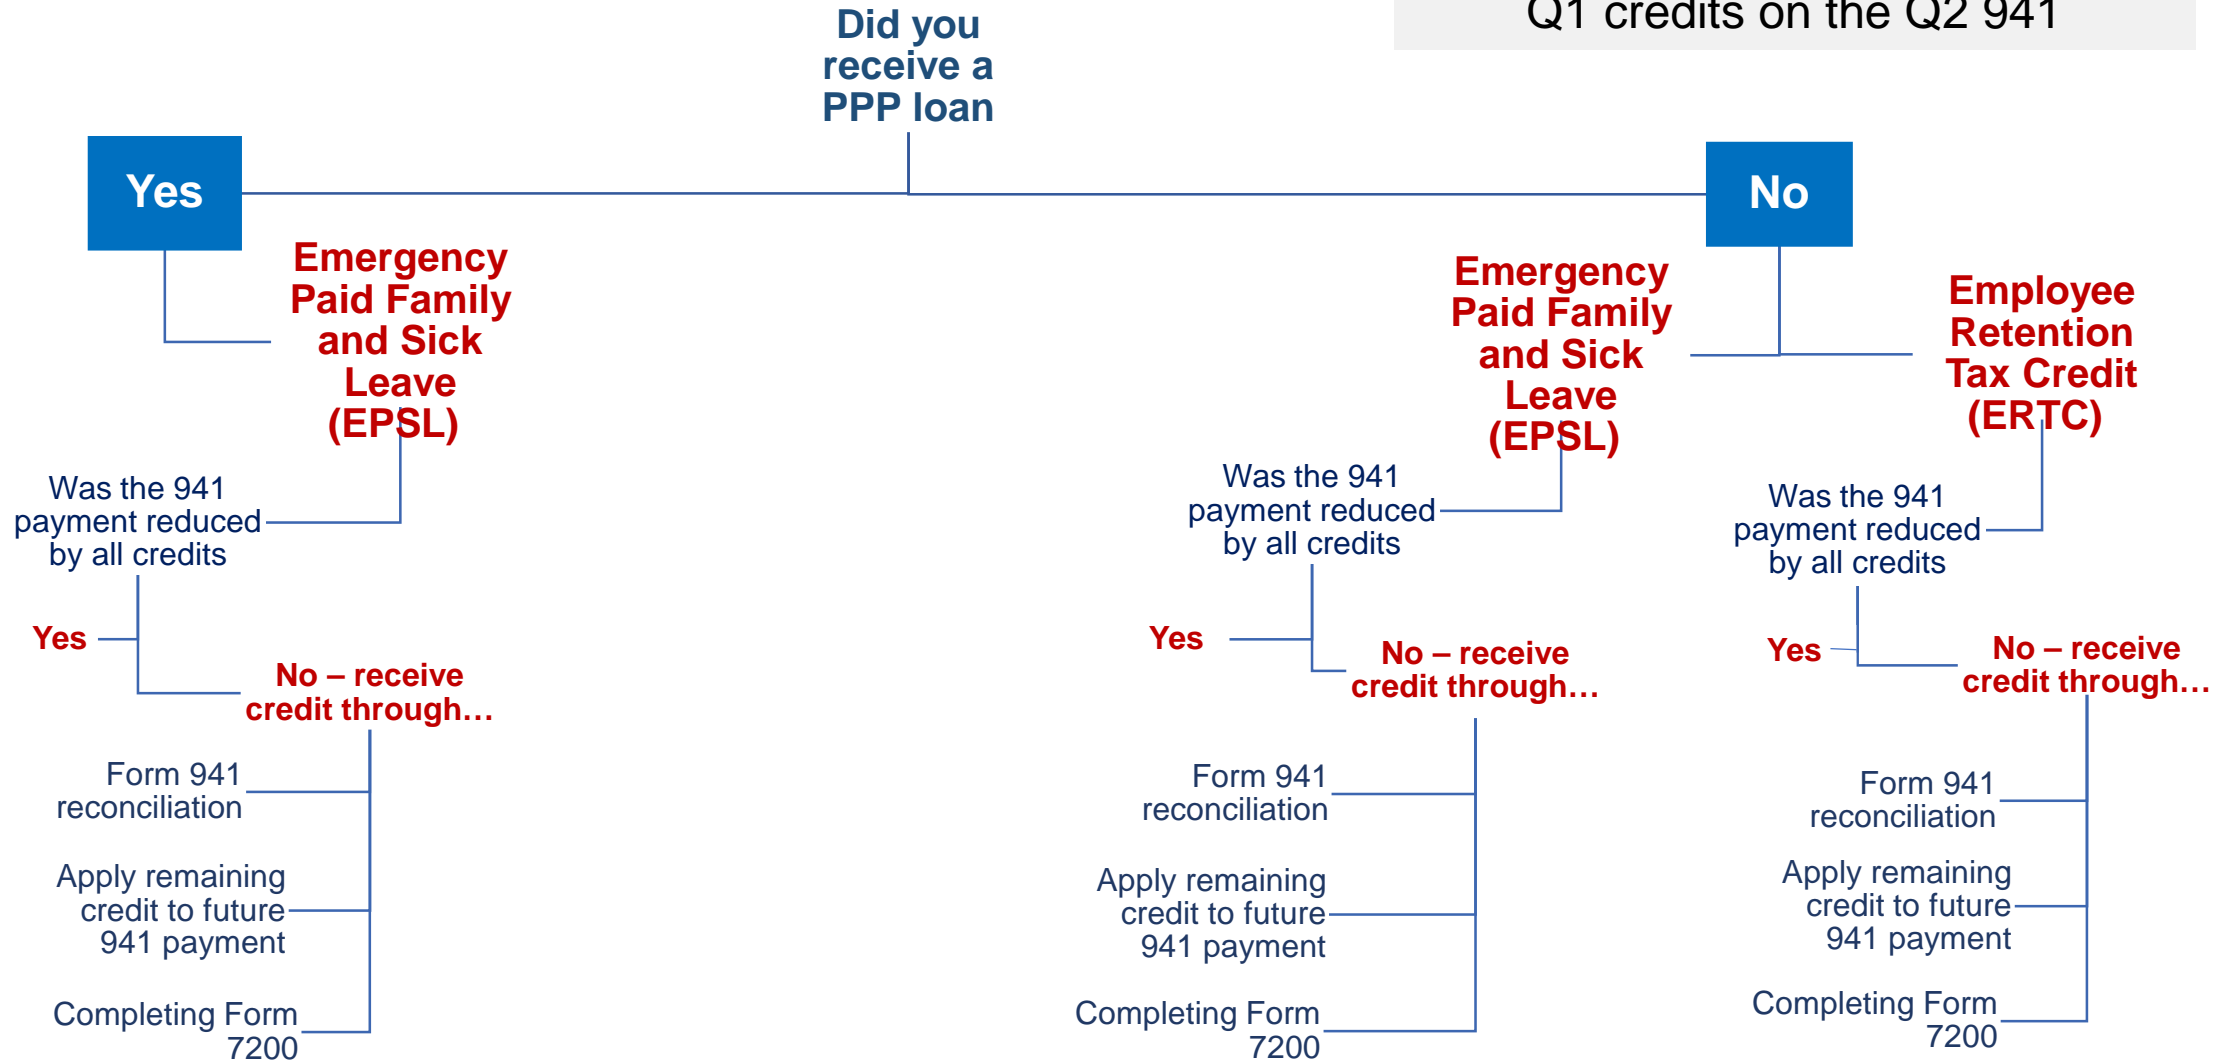 Q1 credits on the Q2 941
Did you
receive a
PPP loan
Yes
No
Emergency
Paid Family
and Sick
Leave
(EPSL)
Was the 941
payment reduced
by all credits
Yes
No – receive
credit through…
Form 941
reconciliation
Apply remaining
credit to future
941 payment
Completing Form
7200
Emergency
Paid Family
and Sick
Leave
(EPSL)
Was the 941
payment reduced
by all credits
Yes
No – receive
credit through…
Form 941
reconciliation
Apply remaining
credit to future
941 payment
Completing Form
7200
Employee
Retention
Tax Credit
(ERTC)
Was the 941
payment reduced
by all credits
Yes
No – receive
credit through…
Form 941
reconciliation
Apply remaining
credit to future
941 payment
Completing Form
7200